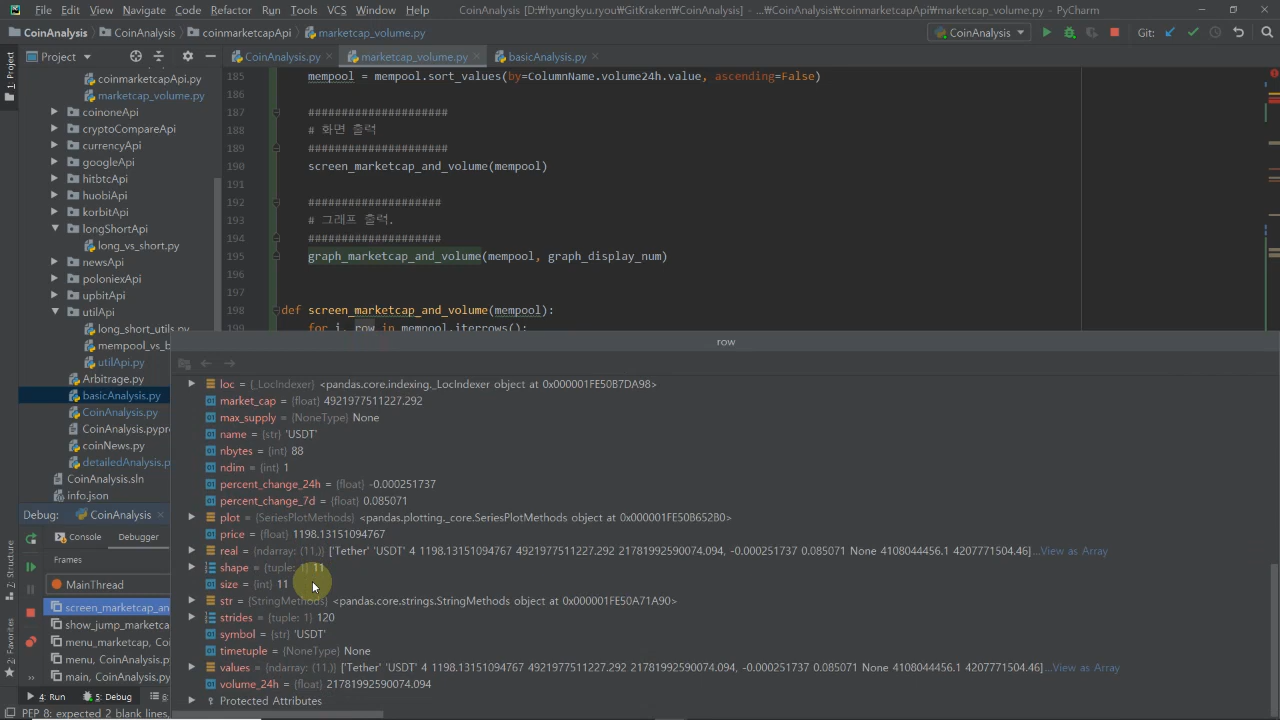 File Edit View Navigate Code Refactor Run Tools VCS Window Help CoinAnalysis [D:₩hyungkyu.ryou₩GitKraken₩CoinAnalysis] - ...₩CoinAnalysis₩coinmarketcapApi₩marketcap_volume.py - PyCharm
CoinAnalysis CoinAnalysis coinmarketcapApi marketcap_volume.py CoinAnalysis Git:
Project CoinAnalysis.py marketcap_volume.py basicAnalysis.py
1: Project
coinmarketcapApi.py
marketcap_volume.py
coinoneApi
cryptoCompareApi
currencyApi
googleApi
hitbtcApi
huobiApi
korbitApi
longShortApi
long_vs_short.py
newsApi
poloniexApi
upbitApi
utilApi
long_short_utils.py
mempool_vs_b
utilApi.py
Arbitrage.py
basicAnalysis.py
CoinAnalysis.py
CoinAnalysis.pypro
coinNews.py
detailedAnalysis.p
CoinAnalysis.sln
info.json
185 mempool = mempool.sort_values(by=ColumnName.volume24h.value, ascending=False)
186
187 #####################
188 # 화면 출력
189 #####################
190 screen_marketcap_and_volume(mempool)
191
192 ####################
193 # 그래프 출력.
194 ####################
195 graph_marketcap_and_volume(mempool, graph_display_num)
196
197
198 def screen_marketcap_and_volume(mempool):
199 for i, row in mempool.iterrows():
row
loc = {_LocIndexer} <pandas.core.indexing._LocIndexer object at 0x000001FE50B7DA98>
market_cap = {float} 4921977511227.292
max_supply = {NoneType} None
name = {str} 'USDT'
nbytes = {int} 88
ndim = {int} 1
percent_change_24h = {float} -0.000251737
percent_change_7d = {float} 0.085071
plot = {SeriesPlotMethods} <pandas.plotting._core.SeriesPlotMethods object at 0x000001FE50B652B0>
price = {float} 1198.13151094767
real = {ndarray: (11,)} ['Tether' 'USDT' 4 1198.13151094767 4921977511227.292 21781992590074.094, -0.000251737 0.085071 None 4108044456.1 4207771504.46]...View as Array
shape = {tuple: 1} 11
size = {int} 11
str = {StringMethods} <pandas.core.strings.StringMethods object at 0x000001FE50A71A90>
strides = {tuple: 1} 120
symbol = {str} 'USDT'
timetuple = {NoneType} None
values = {ndarray: (11,)} ['Tether' 'USDT' 4 1198.13151094767 4921977511227.292 21781992590074.094, -0.000251737 0.085071 None 4108044456.1 4207771504.46]...View as Array
volume_24h = {float} 21781992590074.094
Protected Attributes
Debug: CoinAnalysis
Console Debugger
Frames
MainThread
screen_marketcap_an
show_jump_marketca
menu_marketcap, Co
menu, CoinAnalysis.p
main, CoinAnalysis.py
7: Structure
2: Favorites
4: Run 5: Debug 6:
PEP 8: expected 2 blank lines,